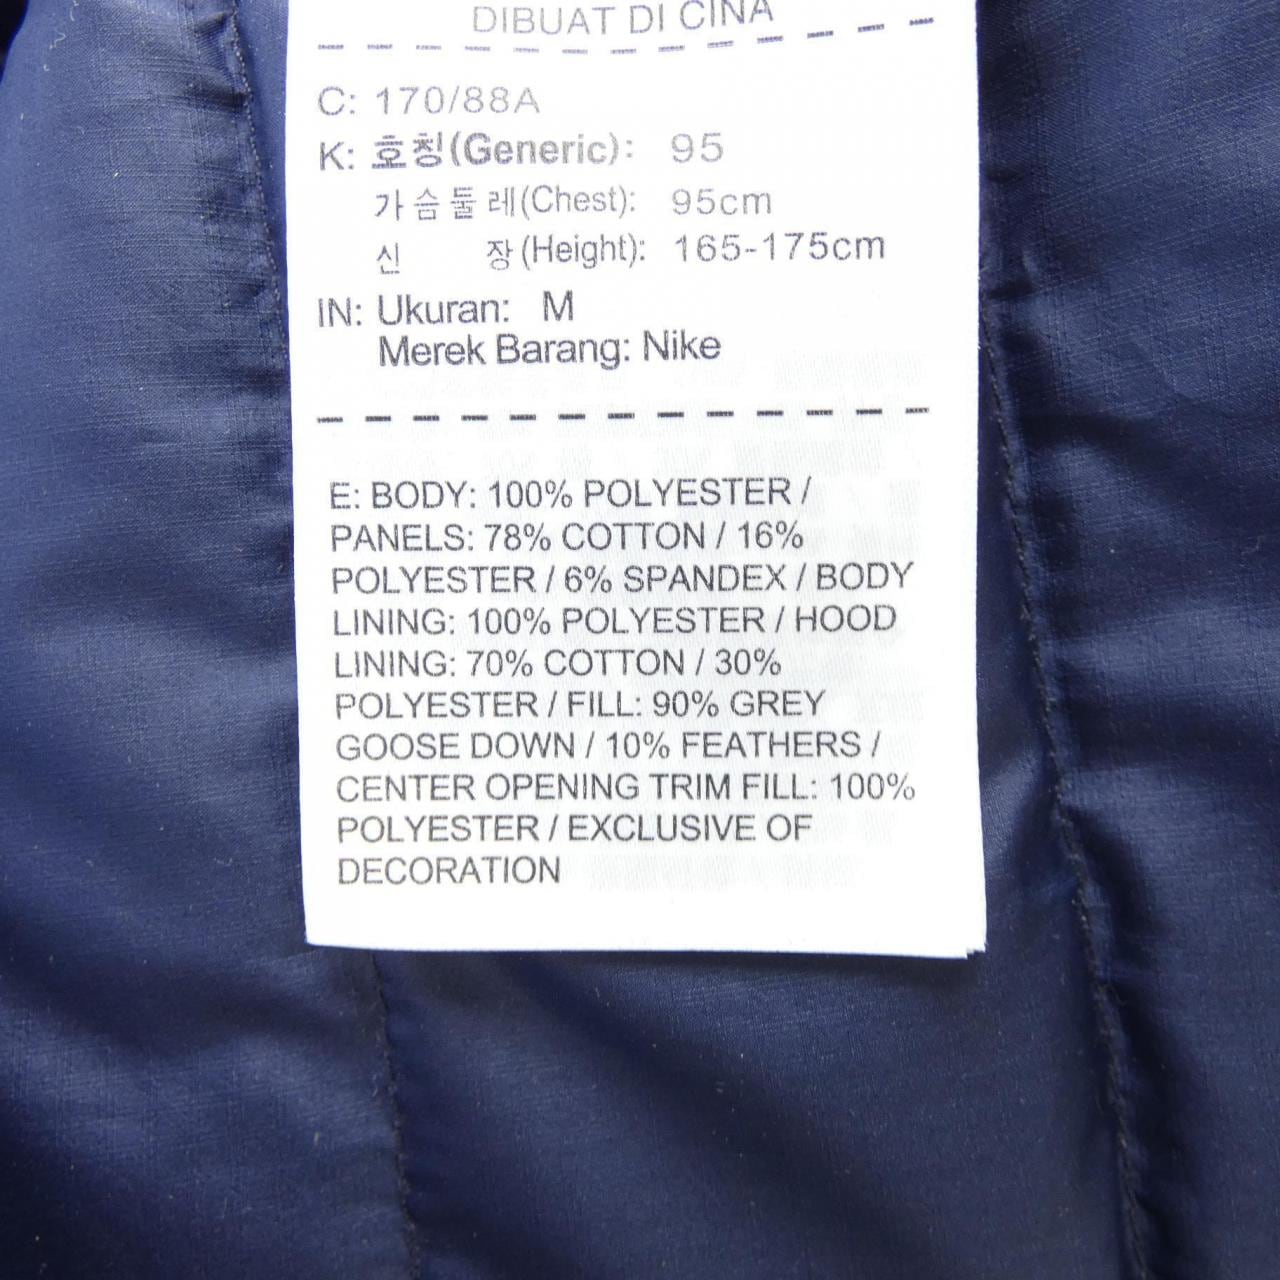 DIBUAT DI CINA
C: 170/88A
K: 호칭(Generic): 95
가슴둘레(Chest): 95cm
신 장(Height): 165-175cm
IN: Ukuran: M
Merek Barang: Nike
E: BODY: 100% POLYESTER /
PANELS: 78% COTTON / 16%
POLYESTER / 6% SPANDEX / BODY
LINING: 100% POLYESTER / HOOD
LINING: 70% COTTON / 30%
POLYESTER / FILL: 90% GREY
GOOSE DOWN / 10% FEATHERS /
CENTER OPENING TRIM FILL: 100%
POLYESTER / EXCLUSIVE OF
DECORATION